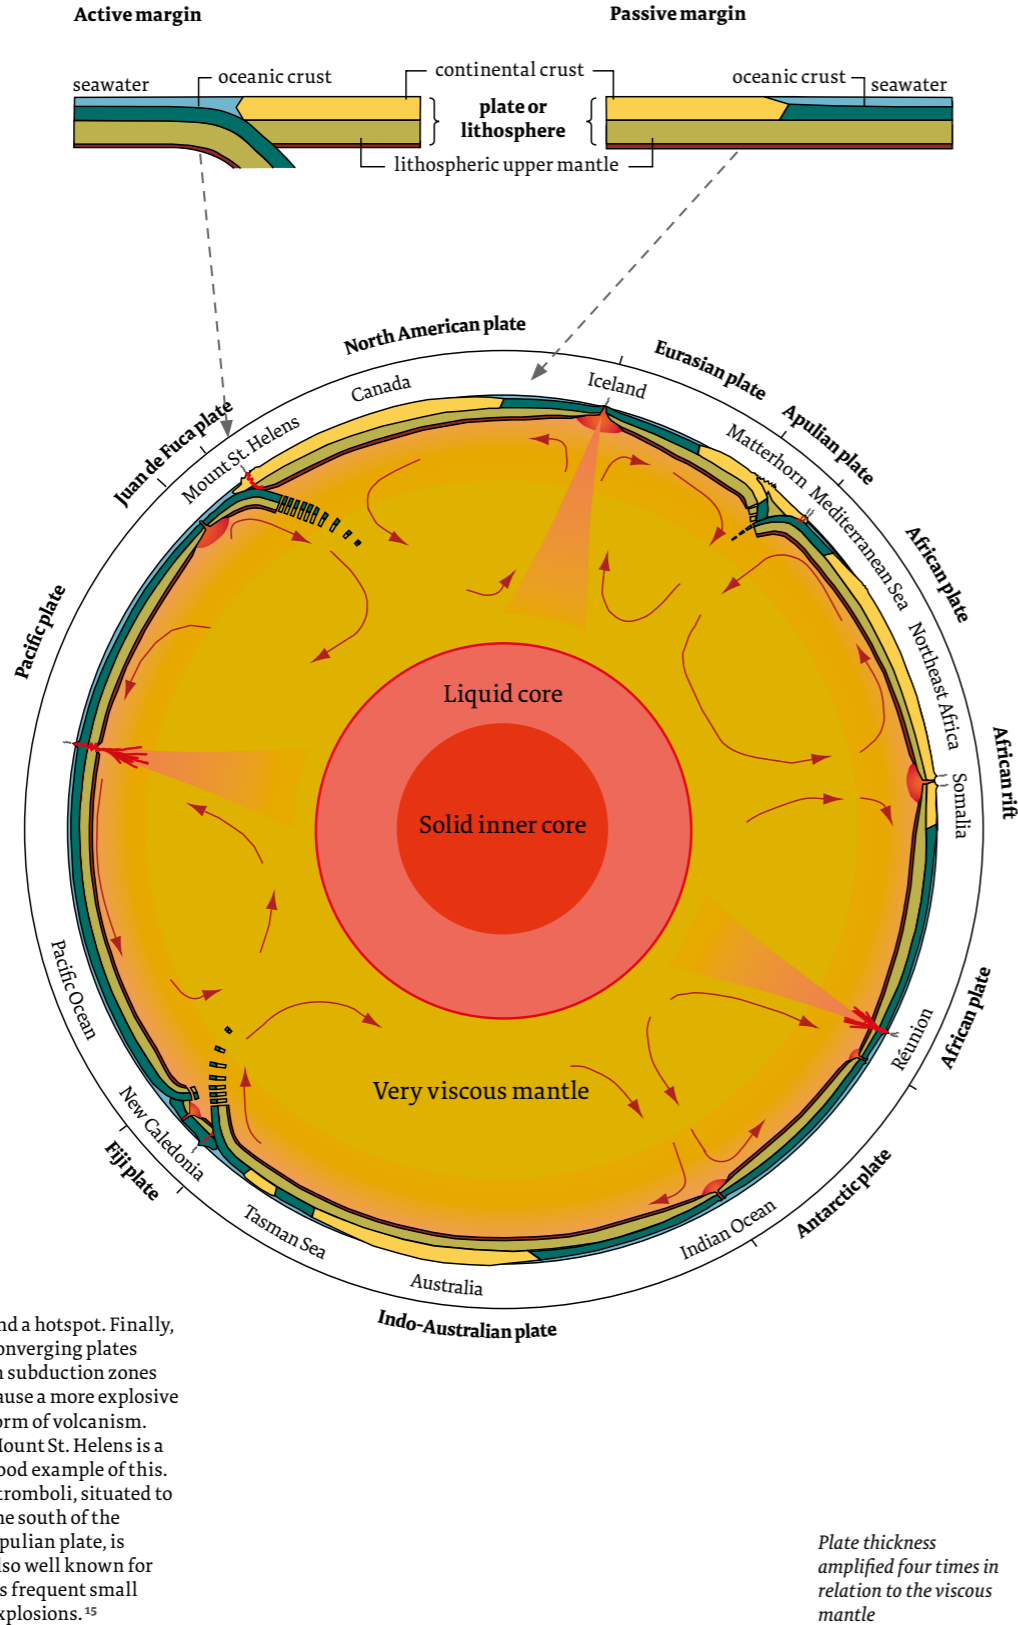 Active margin
Passive margin
seawater
oceanic crust
continental crust
oceanic crust
seawater
plate or
lithosphere
lithospheric upper mantle
North American plate
Eurasian plate
Apulian plate
African plate
African rift
African plate
Antarctic plate
Indo-Australian plate
Fiji plate
Pacific plate
Juan de Fuca plate
Mount St. Helens
Canada
Iceland
Matterhorn
Mediterranean Sea
Northeast Africa
Somalia
Réunion
Indian Ocean
Australia
Tasman Sea
New Caledonia
Pacific Ocean
Liquid core
Solid inner core
Very viscous mantle
nd a hotspot. Finally,
onverging plates
n subduction zones
ause a more explosive
orm of volcanism.
Mount St. Helens is a
ood example of this.
tromboli, situated to
he south of the
pulian plate, is
lso well known for
s frequent small
xplosions.¹⁵
Plate thickness
amplified four times in
relation to the viscous
mantle